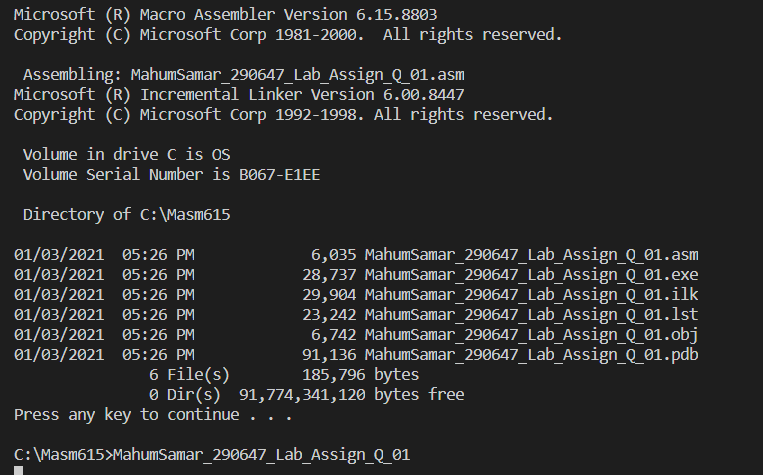 Microsoft (R) Macro Assembler Version 6.15.8803
Copyright (C) Microsoft Corp 1981-2000.  All rights reserved.

 Assembling: MahumSamar_290647_Lab_Assign_Q_01.asm
Microsoft (R) Incremental Linker Version 6.00.8447
Copyright (C) Microsoft Corp 1992-1998. All rights reserved.

 Volume in drive C is OS
 Volume Serial Number is B067-E1EE

 Directory of C:\Masm615

01/03/2021  05:26 PM             6,035 MahumSamar_290647_Lab_Assign_Q_01.asm
01/03/2021  05:26 PM            28,737 MahumSamar_290647_Lab_Assign_Q_01.exe
01/03/2021  05:26 PM            29,904 MahumSamar_290647_Lab_Assign_Q_01.ilk
01/03/2021  05:26 PM            23,242 MahumSamar_290647_Lab_Assign_Q_01.lst
01/03/2021  05:26 PM             6,742 MahumSamar_290647_Lab_Assign_Q_01.obj
01/03/2021  05:26 PM            91,136 MahumSamar_290647_Lab_Assign_Q_01.pdb
               6 File(s)        185,796 bytes
               0 Dir(s)  91,774,341,120 bytes free
Press any key to continue . . .

C:\Masm615>MahumSamar_290647_Lab_Assign_Q_01